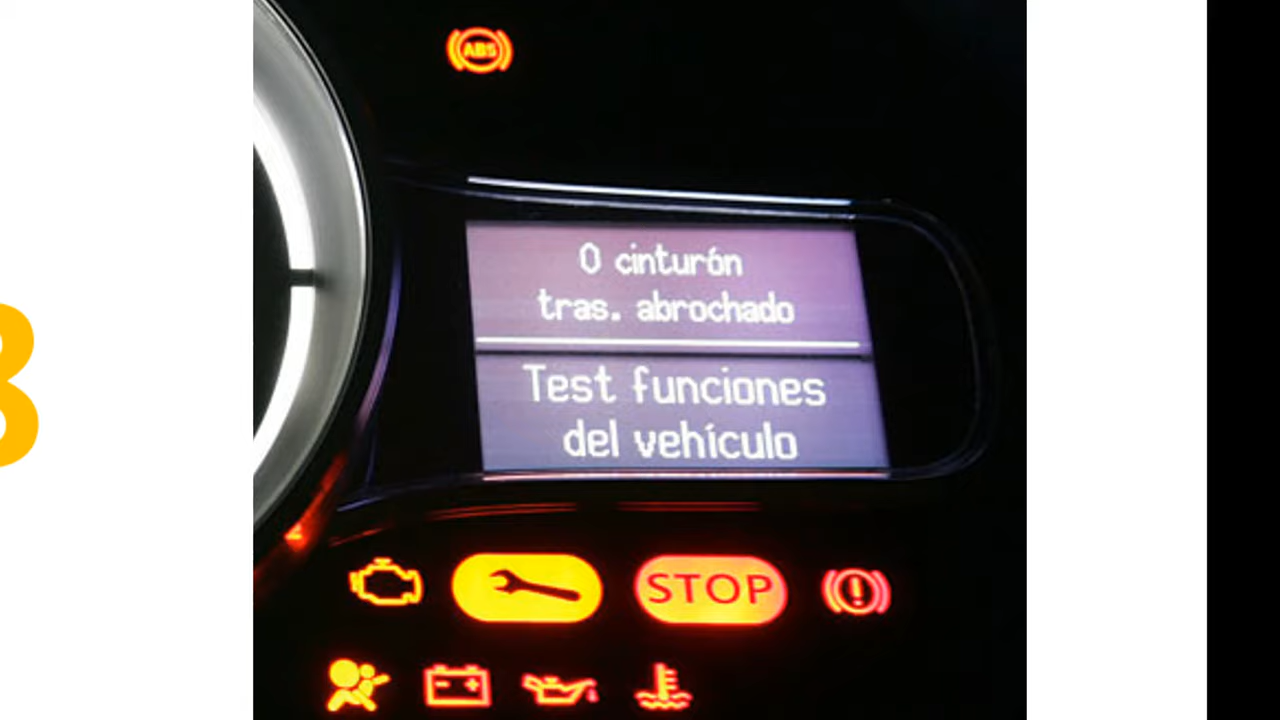 ABS
0 cinturón
tras. abrochado
Test funciones
del vehículo
STOP